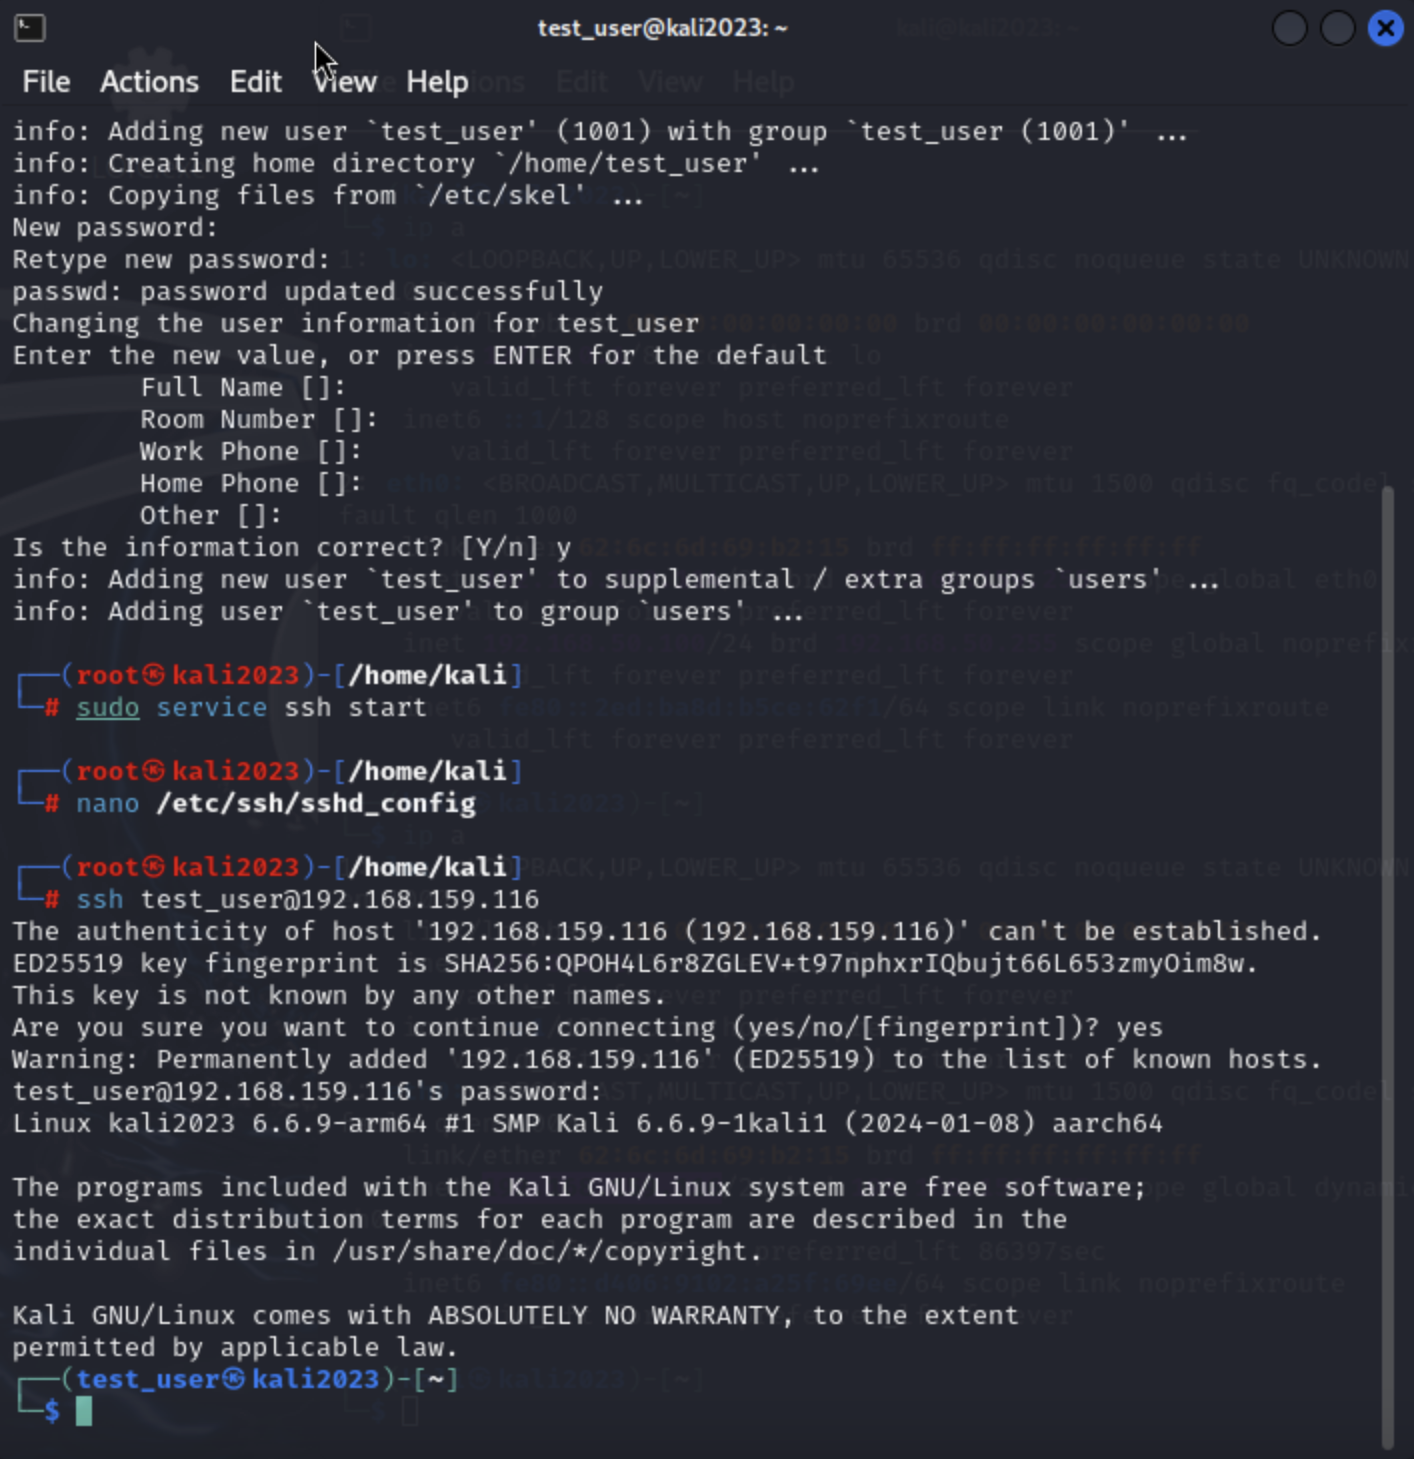 test_user@kali2023: ~
File Actions Edit View Help
info: Adding new user `test_user' (1001) with group `test_user (1001)' ...
info: Creating home directory `/home/test_user' ...
info: Copying files from `/etc/skel' ...
New password:
Retype new password:
passwd: password updated successfully
Changing the user information for test_user
Enter the new value, or press ENTER for the default
Full Name []:
Room Number []:
Work Phone []:
Home Phone []:
Other []:
Is the information correct? [Y/n] y
info: Adding new user `test_user' to supplemental / extra groups `users' ...
info: Adding user `test_user' to group `users' ...
┌──(root㉿kali2023)-[/home/kali]
└─# sudo service ssh start
┌──(root㉿kali2023)-[/home/kali]
└─# nano /etc/ssh/sshd_config
┌──(root㉿kali2023)-[/home/kali]
└─# ssh test_user@192.168.159.116
The authenticity of host '192.168.159.116 (192.168.159.116)' can't be established.
ED25519 key fingerprint is SHA256:QPOH4L6r8ZGLEV+t97nphxrIQbujt66L653zmyOim8w.
This key is not known by any other names.
Are you sure you want to continue connecting (yes/no/[fingerprint])? yes
Warning: Permanently added '192.168.159.116' (ED25519) to the list of known hosts.
test_user@192.168.159.116's password:
Linux kali2023 6.6.9-arm64 #1 SMP Kali 6.6.9-1kali1 (2024-01-08) aarch64
The programs included with the Kali GNU/Linux system are free software;
the exact distribution terms for each program are described in the
individual files in /usr/share/doc/*/copyright.
Kali GNU/Linux comes with ABSOLUTELY NO WARRANTY, to the extent
permitted by applicable law.
┌──(test_user㉿kali2023)-[~]
└─$